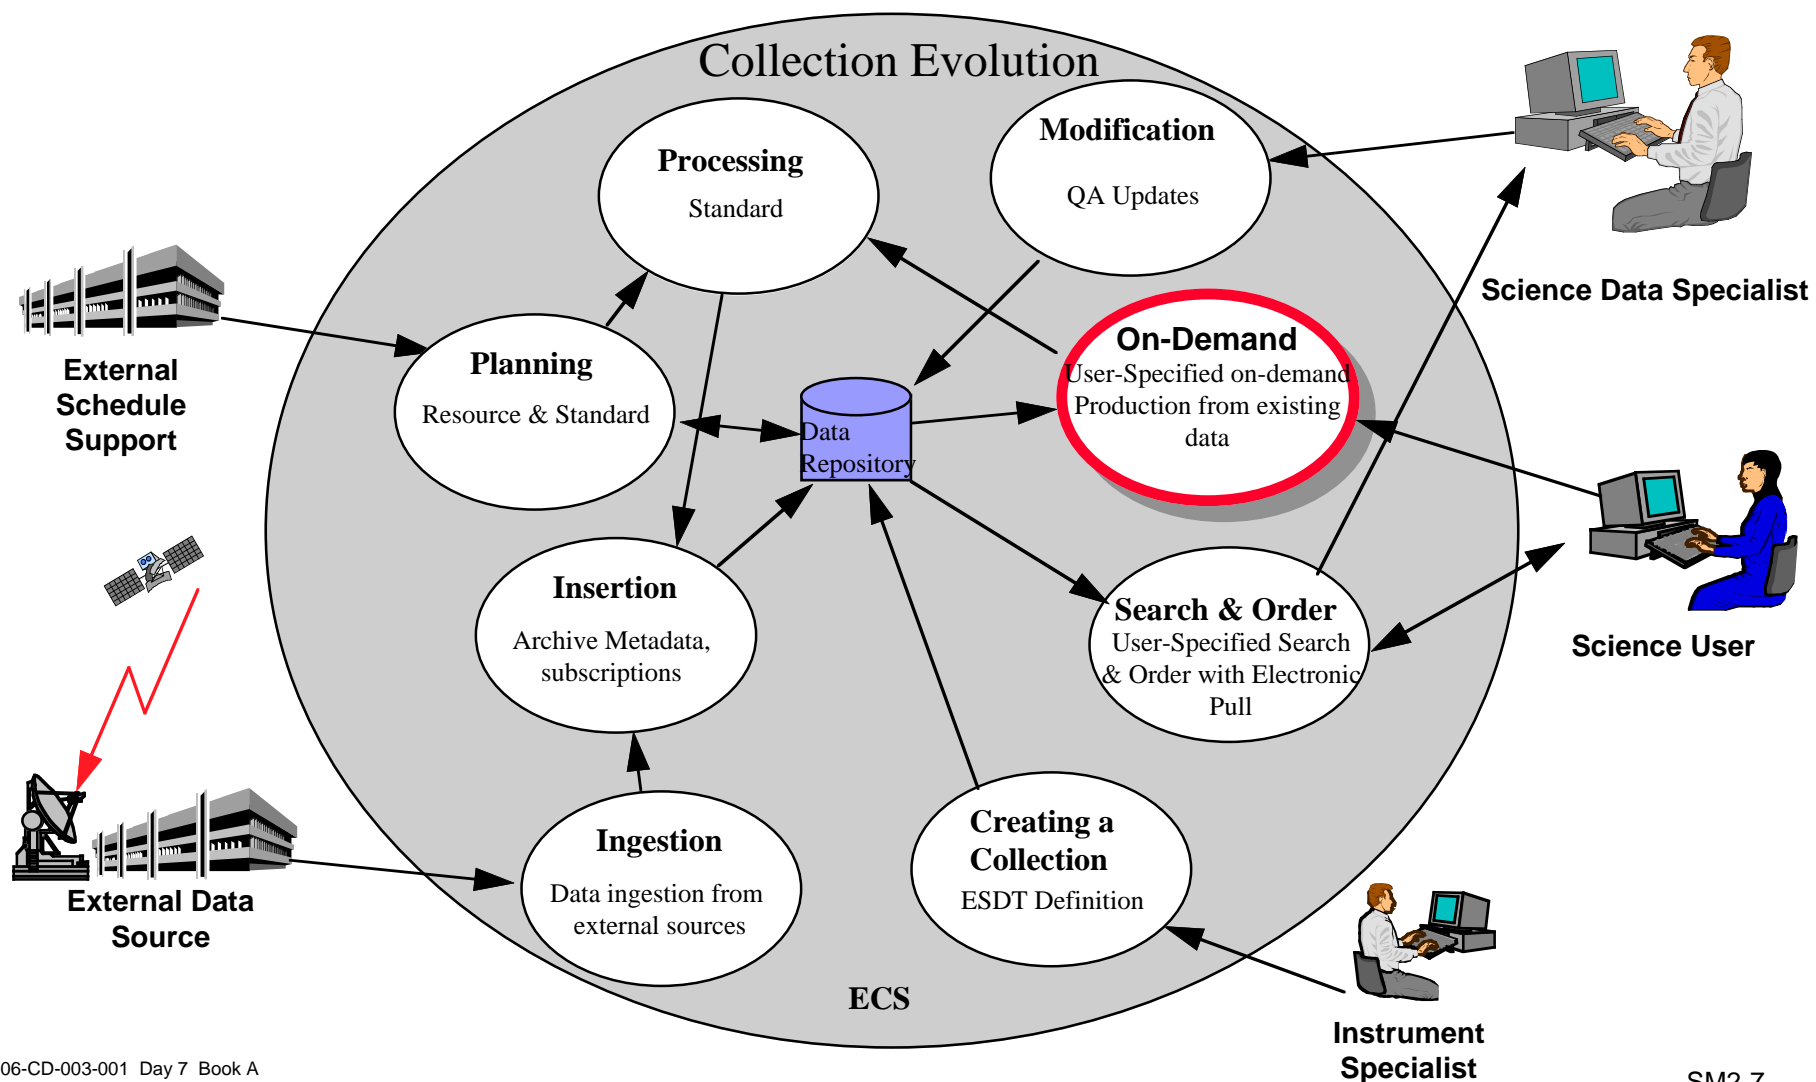 Collection Evolution
Processing
Standard
Modification
QA Updates
Science Data Specialist
External
Schedule
Support
Planning
Resource & Standard
On-Demand
User-Specified on-demand
Production from existing
data
Data
Repository
Insertion
Archive Metadata,
subscriptions
Search & Order
User-Specified Search
& Order with Electronic
Pull
Science User
Ingestion
Data ingestion from
external sources
Creating a
Collection
ESDT Definition
External Data
Source
ECS
Instrument
Specialist
06-CD-003-001 Day 7 Book A
SM2-7